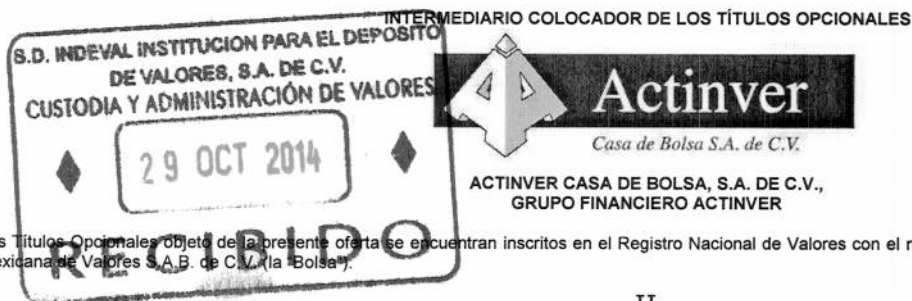 INTERMEDIARIO COLOCADOR DE LOS TÍTULOS OPCIONALES
S.D. INDEVAL INSTITUCION PARA EL DEPOSITO
DE VALORES, S.A. DE C.V.
CUSTODIA Y ADMINISTRACIÓN DE VALORES
29 OCT 2014
RECIBIDO
Actinver
Casa de Bolsa S.A. de C.V.
ACTINVER CASA DE BOLSA, S.A. DE C.V.,
GRUPO FINANCIERO ACTINVER
s Títulos Opcionales objeto de la presente oferta se encuentran inscritos en el Registro Nacional de Valores con el
exicana de Valores S.A.B. de C.V. (la "Bolsa").